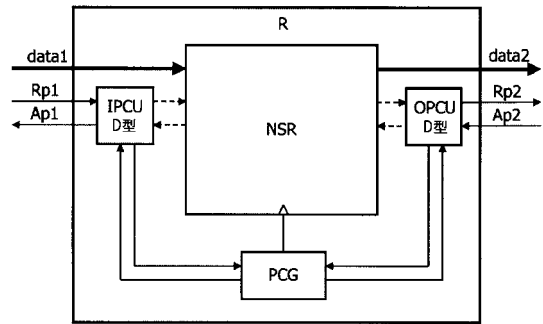 R
data1
data2
Rp1
Ap1
IPCU
D型
NSR
OPCU
D型
Rp2
Ap2
PCG